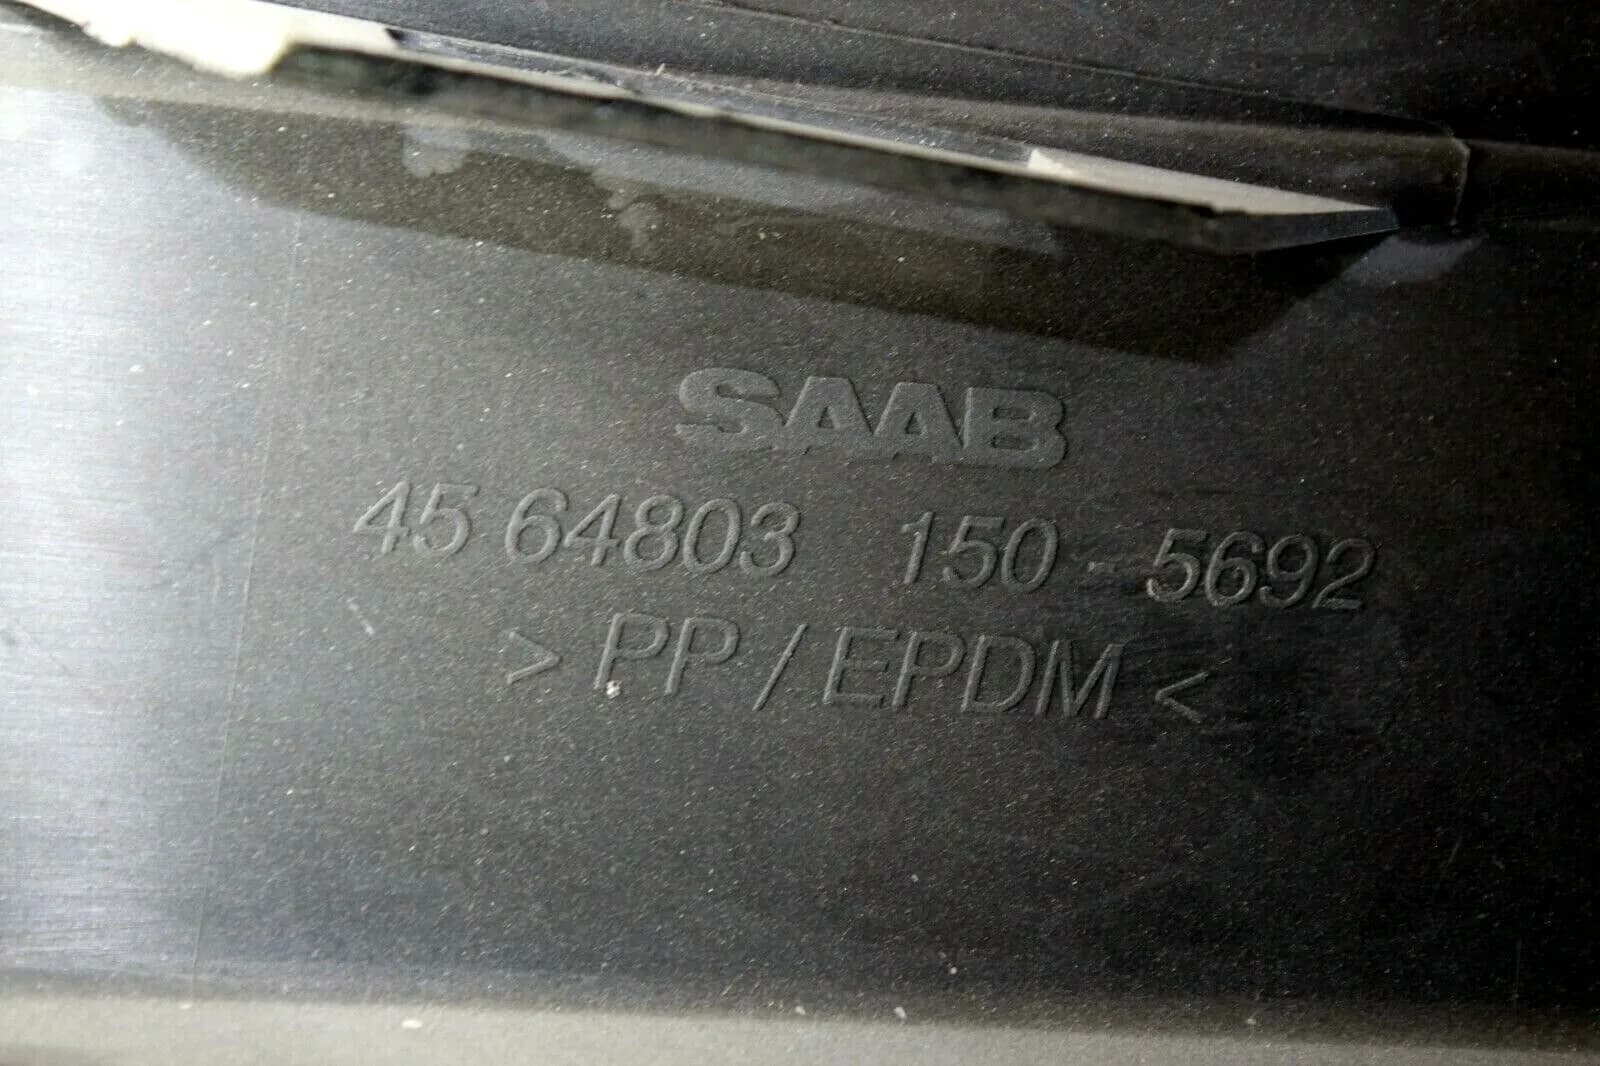 SAAB
45 64803 150-5692
> PP / EPDM <